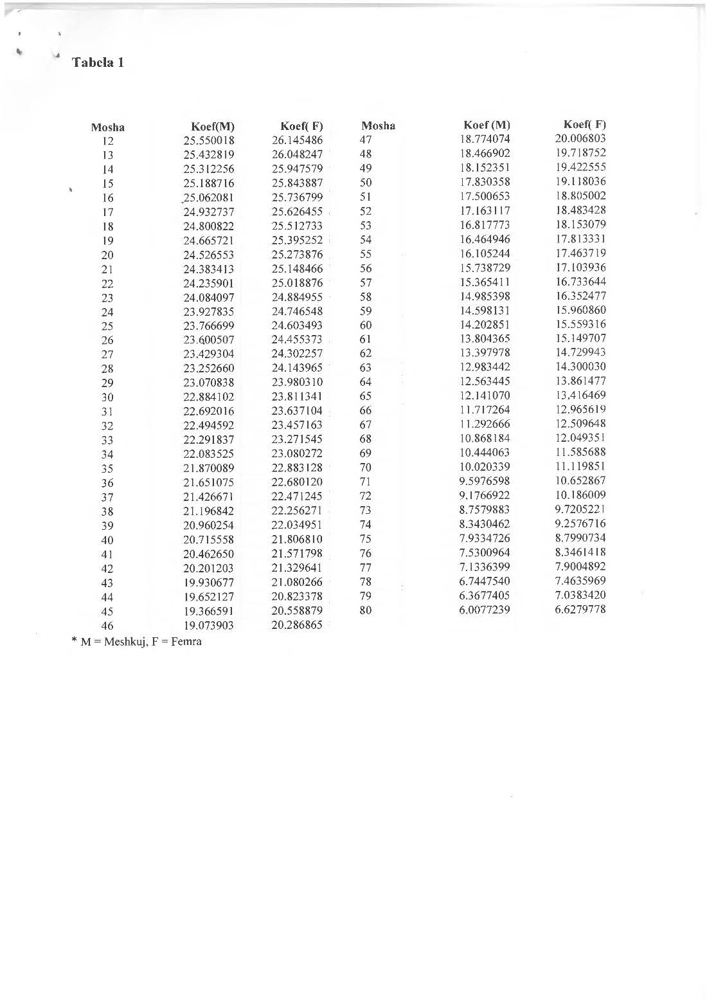 Tabela 1
Mosha Koef(M) Koef( F) Mosha Koef (M) Koef( F)
12 25.550018 26.145486 47 18.774074 20.006803
13 25.432819 26.048247 48 18.466902 19.718752
14 25.312256 25.947579 49 18.152351 19.422555
15 25.188716 25.843887 50 17.830358 19.118036
16 25.062081 25.736799 51 17.500653 18.805002
17 24.932737 25.626455 52 17.163117 18.483428
18 24.800822 25.512733 53 16.817773 18.153079
19 24.665721 25.395252 54 16.464946 17.813331
20 24.526553 25.273876 55 16.105244 17.463719
21 24.383413 25.148466 56 15.738729 17.103936
22 24.235901 25.018876 57 15.365411 16.733644
23 24.084097 24.884955 58 14.985398 16.352477
24 23.927835 24.746548 59 14.598131 15.960860
25 23.766699 24.603493 60 14.202851 15.559316
26 23.600507 24.455373 61 13.804365 15.149707
27 23.429304 24.302257 62 13.397978 14.729943
28 23.252660 24.143965 63 12.983442 14.300030
29 23.070838 23.980310 64 12.563445 13.861477
30 22.884102 23.811341 65 12.141070 13.416469
31 22.692016 23.637104 66 11.717264 12.965619
32 22.494592 23.457163 67 11.292666 12.509648
33 22.291837 23.271545 68 10.868184 12.049351
34 22.083525 23.080272 69 10.444063 11.585688
35 21.870089 22.883128 70 10.020339 11.119851
36 21.651075 22.680120 71 9.5976598 10.652867
37 21.426671 22.471245 72 9.1766922 10.186009
38 21.196842 22.256271 73 8.7579883 9.7205221
39 20.960254 22.034951 74 8.3430462 9.2576716
40 20.715558 21.806810 75 7.9334726 8.7990734
41 20.462650 21.571798 76 7.5300964 8.3461418
42 20.201203 21.329641 77 7.1336399 7.9004892
43 19.930677 21.080266 78 6.7447540 7.4635969
44 19.652127 20.823378 79 6.3677405 7.0383420
45 19.366591 20.558879 80 6.0077239 6.6279778
46 19.073903 20.286865
* M = Meshkuj, F = Femra